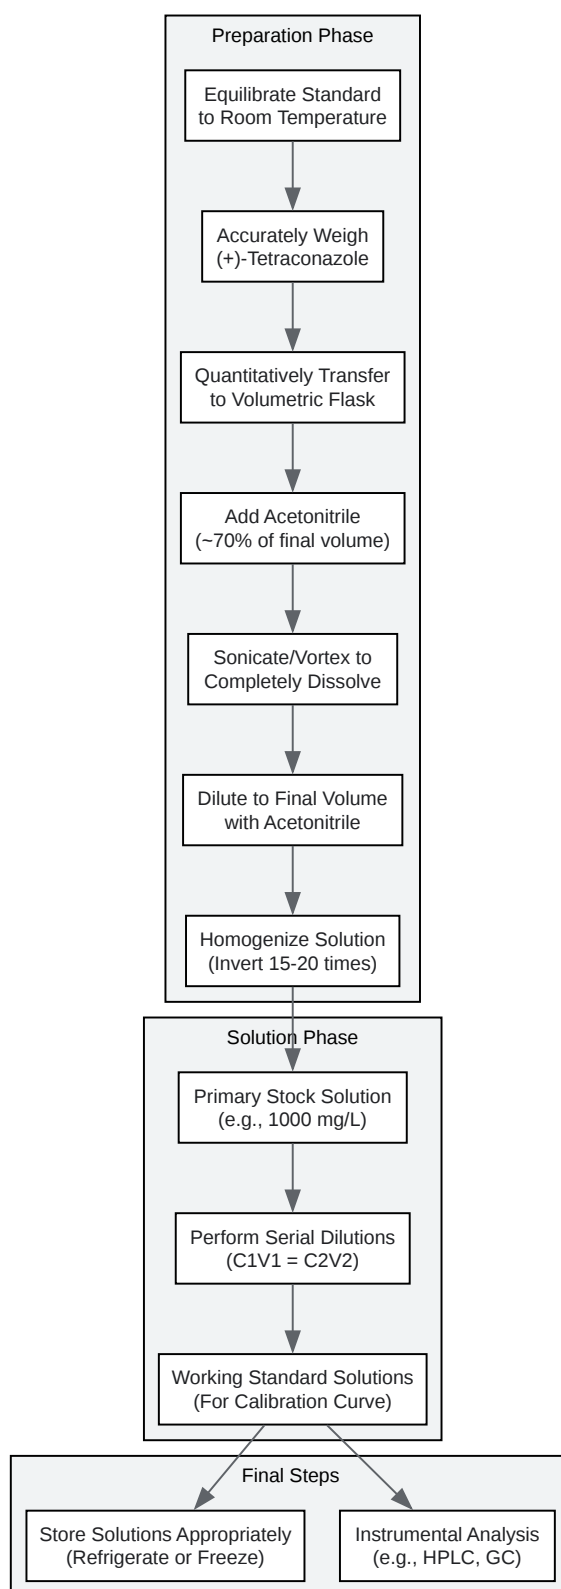 Preparation Phase
Equilibrate Standard
to Room Temperature
Accurately Weigh
(+)-Tetraconazole
Quantitatively Transfer
to Volumetric Flask
Add Acetonitrile
(~70% of final volume)
Sonicate/Vortex to
Completely Dissolve
Dilute to Final Volume
with Acetonitrile
Homogenize Solution
(Invert 15-20 times)
Solution Phase
Primary Stock Solution
(e.g., 1000 mg/L)
Perform Serial Dilutions
(C1V1 = C2V2)
Working Standard Solutions
(For Calibration Curve)
Final Steps
Store Solutions Appropriately
(Refrigerate or Freeze)
Instrumental Analysis
(e.g., HPLC, GC)